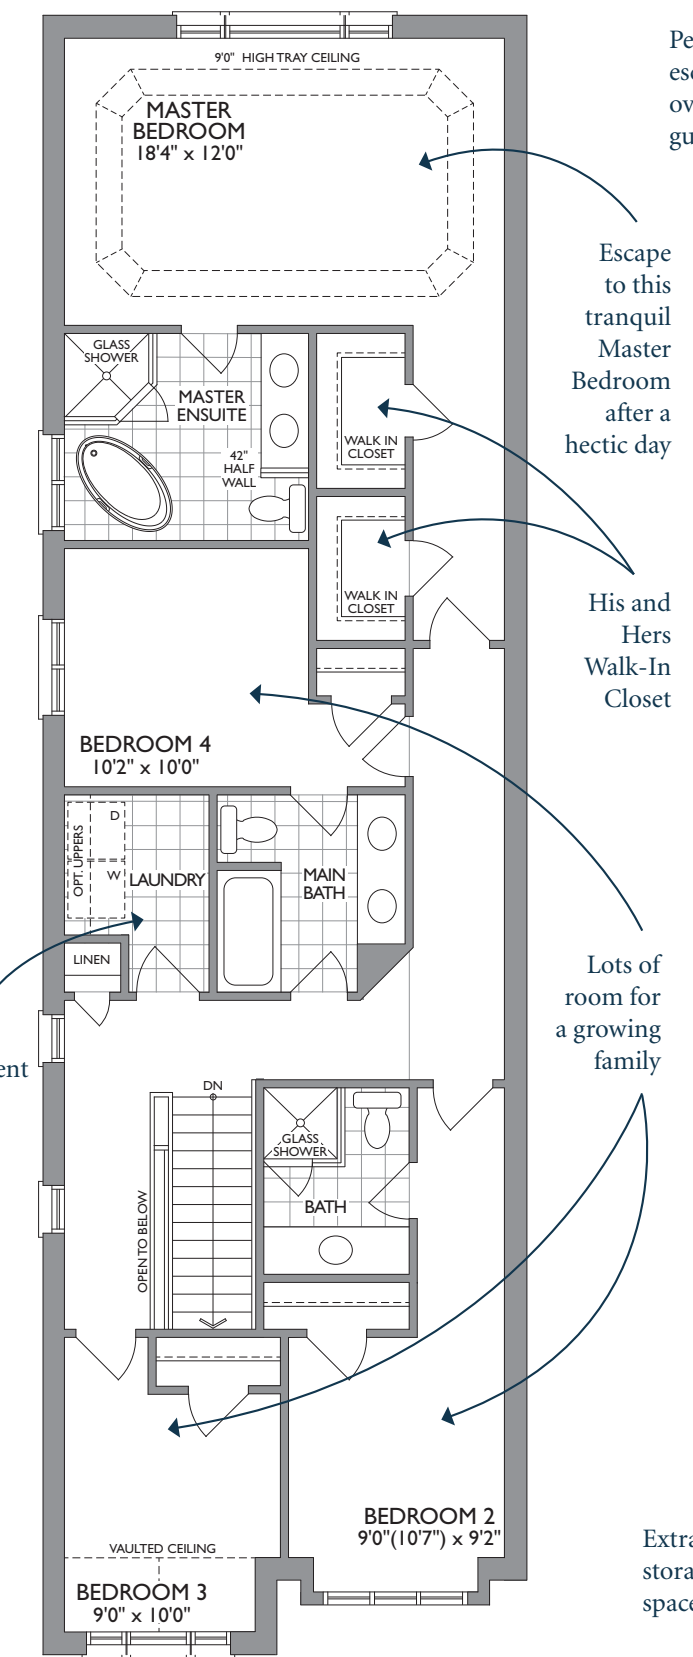 9'0" HIGH TRAY CEILING
MASTER
BEDROOM
18'4" x 12'0"
Escape
to this
tranquil
Master
Bedroom
after a
hectic day
GLASS
SHOWER
MASTER
ENSUITE
42"
HALF
WALL
WALK IN
CLOSET
WALK IN
CLOSET
His and
Hers
Walk-In
Closet
BEDROOM 4
10'2" x 10'0"
OPT. UPPERS
D
W
LAUNDRY
MAIN
BATH
LINEN
Lots of
room for
a growing
family
DN
OPEN TO BELOW
GLASS
SHOWER
BATH
BEDROOM 2
9'0"(10'7") x 9'2"
VAULTED CEILING
BEDROOM 3
9'0" x 10'0"